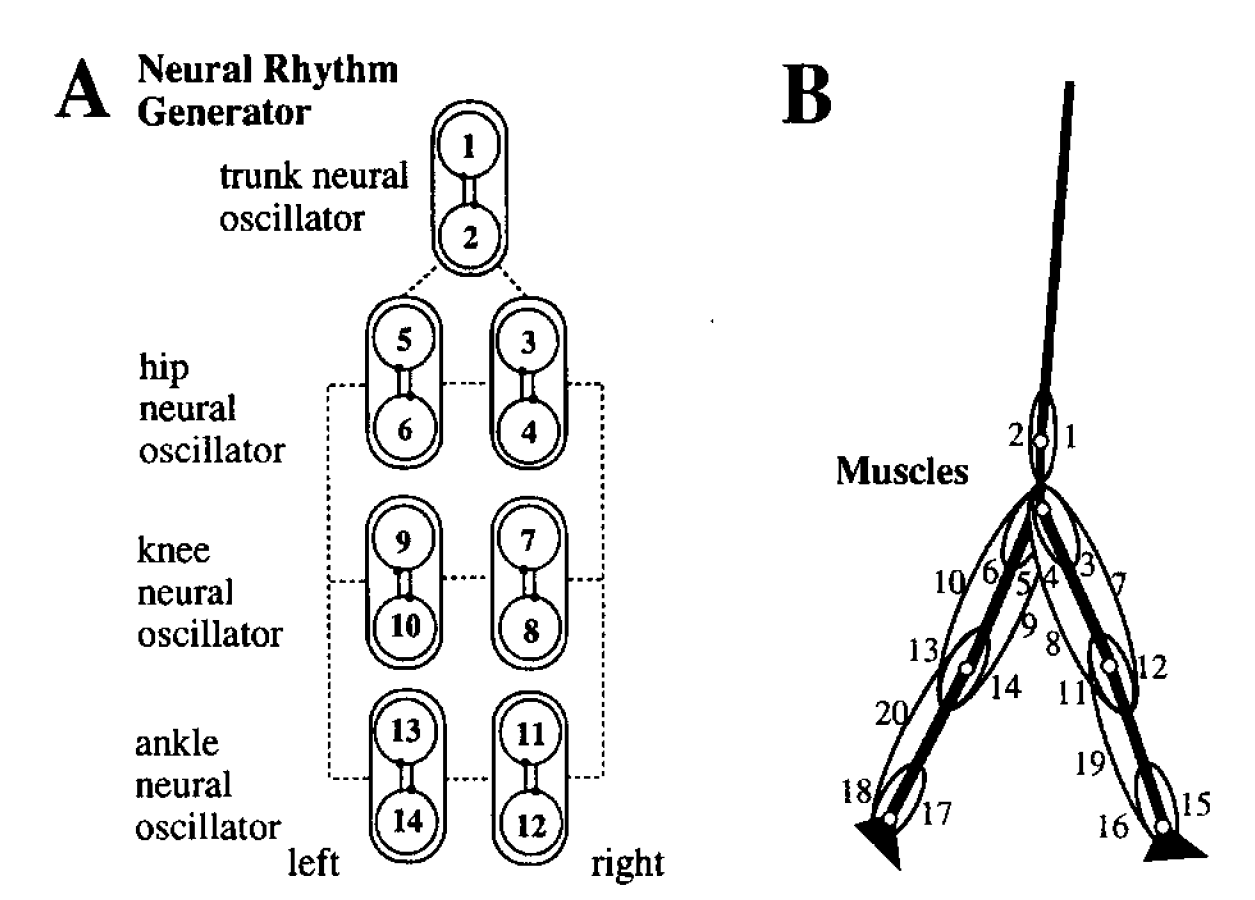 A
Neural Rhythm
Generator
trunk neural
oscillator
1
2
hip
neural
oscillator
5
3
6
4
knee
neural
oscillator
9
7
10
8
ankle
neural
oscillator
13
11
14
12
left
right
B
Muscles
2
1
10
6
5
4
3
7
9
8
13
14
11
12
20
19
18
17
16
15